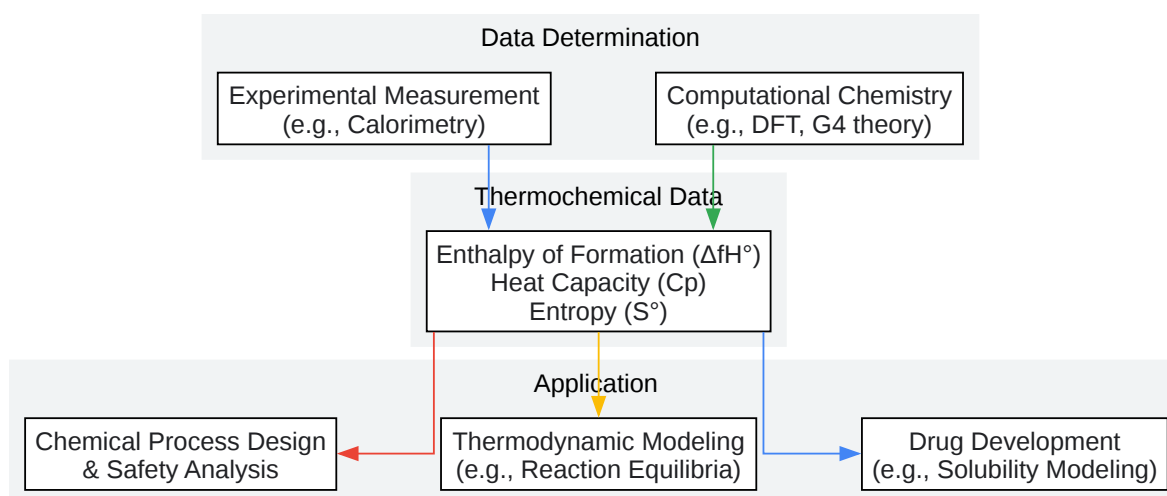 Data Determination
Experimental Measurement
(e.g., Calorimetry)
Computational Chemistry
(e.g., DFT, G4 theory)
Thermochemical Data
Enthalpy of Formation (ΔfH°)
Heat Capacity (Cp)
Entropy (S°)
Application
Chemical Process Design
& Safety Analysis
Thermodynamic Modeling
(e.g., Reaction Equilibria)
Drug Development
(e.g., Solubility Modeling)